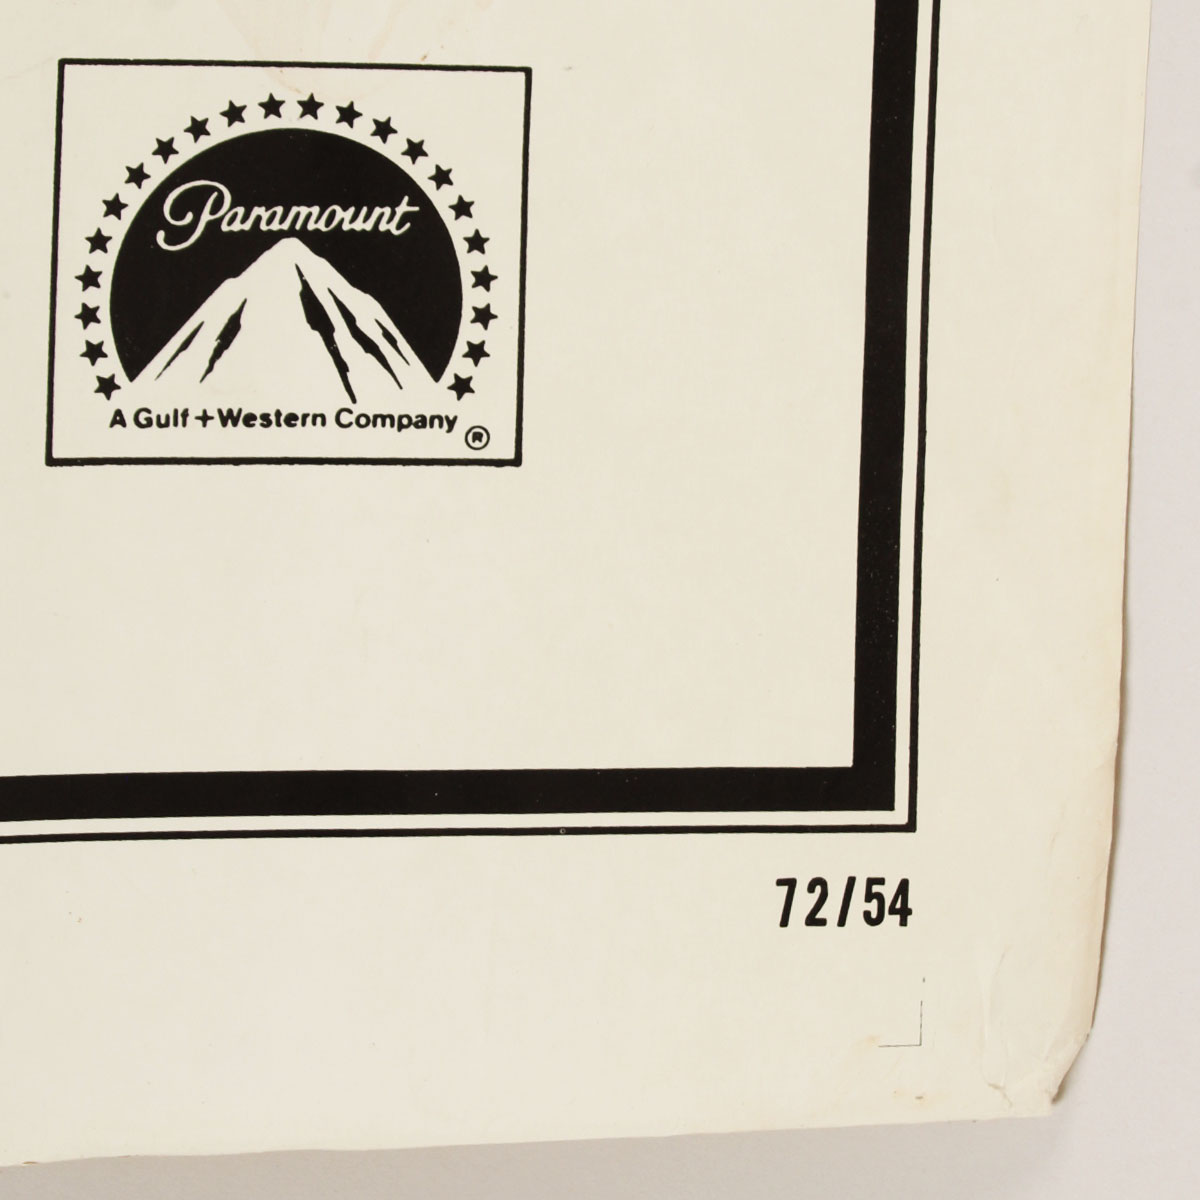 Paramount
A Gulf+Western Company ®
72/54